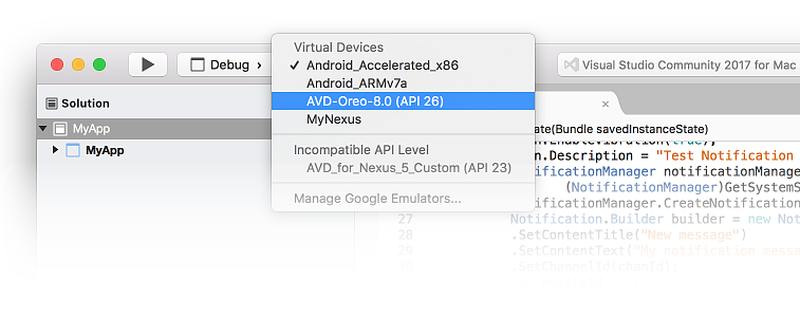 Virtual Devices
Debug
Android_Accelerated_x86
Visual Studio Community 2017 for Mac
Android_ARMv7a
Solution
AVD-Oreo-8.0 (API 26)
MyNexus
MyApp
ate(Bundle savedInstanceState)
MyApp
Incompatible API Level
n.Description = "Test Notification
AVD_for_Nexus_5_Custom (API 23)
otificationManager notificationManage
(NotificationManager)GetSystemS
Manage Google Emulators...
otificationManager.CreateNotification
27 Notification.Builder builder = new Not
28 .SetContentTitle("New message")
29 .SetContentText("My notification messa
.SetChannelId(chanId);